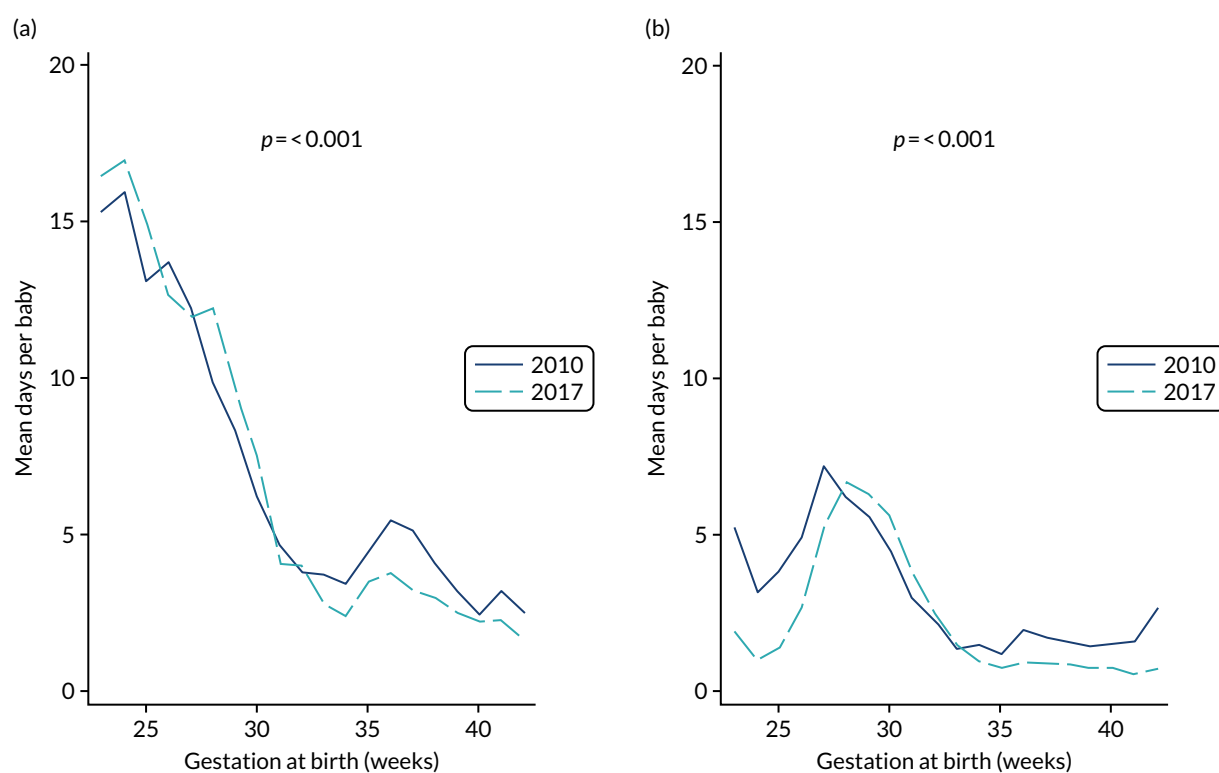 (a)
20
15
10
5
0
Mean days per baby
p = < 0.001
2010
2017
25 30 35 40
Gestation at birth (weeks)
(b)
20
15
10
5
0
Mean days per baby
p = < 0.001
2010
2017
25 30 35 40
Gestation at birth (weeks)